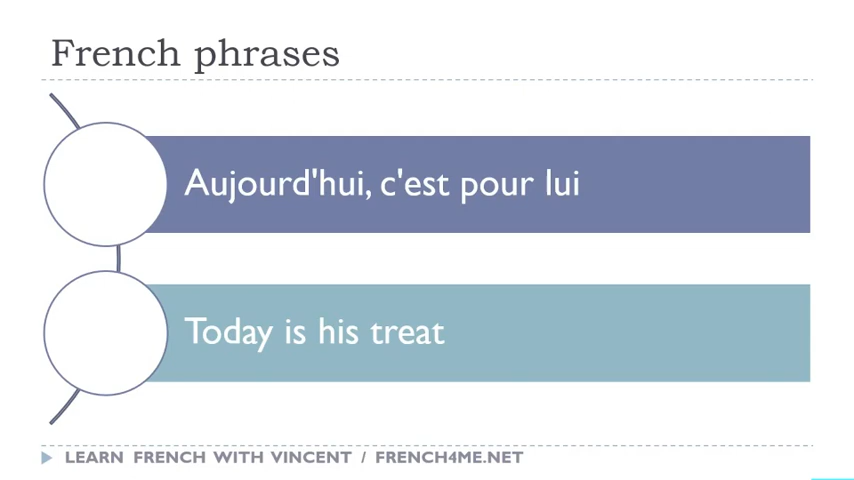 French phrases
Aujourd'hui, c'est pour lui
Today is his treat
LEARN FRENCH WITH VINCENT / FRENCH4ME.NET